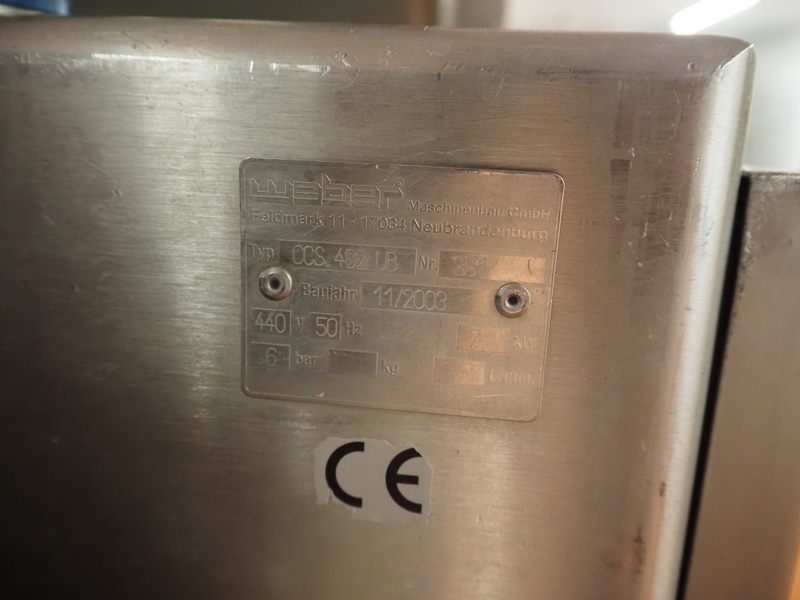 weber® Maschinenbau GmbH
Feldmark 11 - 17034 Neubrandenburg
Typ CCS 402 UB Nr.
Baujahr 11/2003
440 V 50 Hz 7 kW
6 bar kg
CE